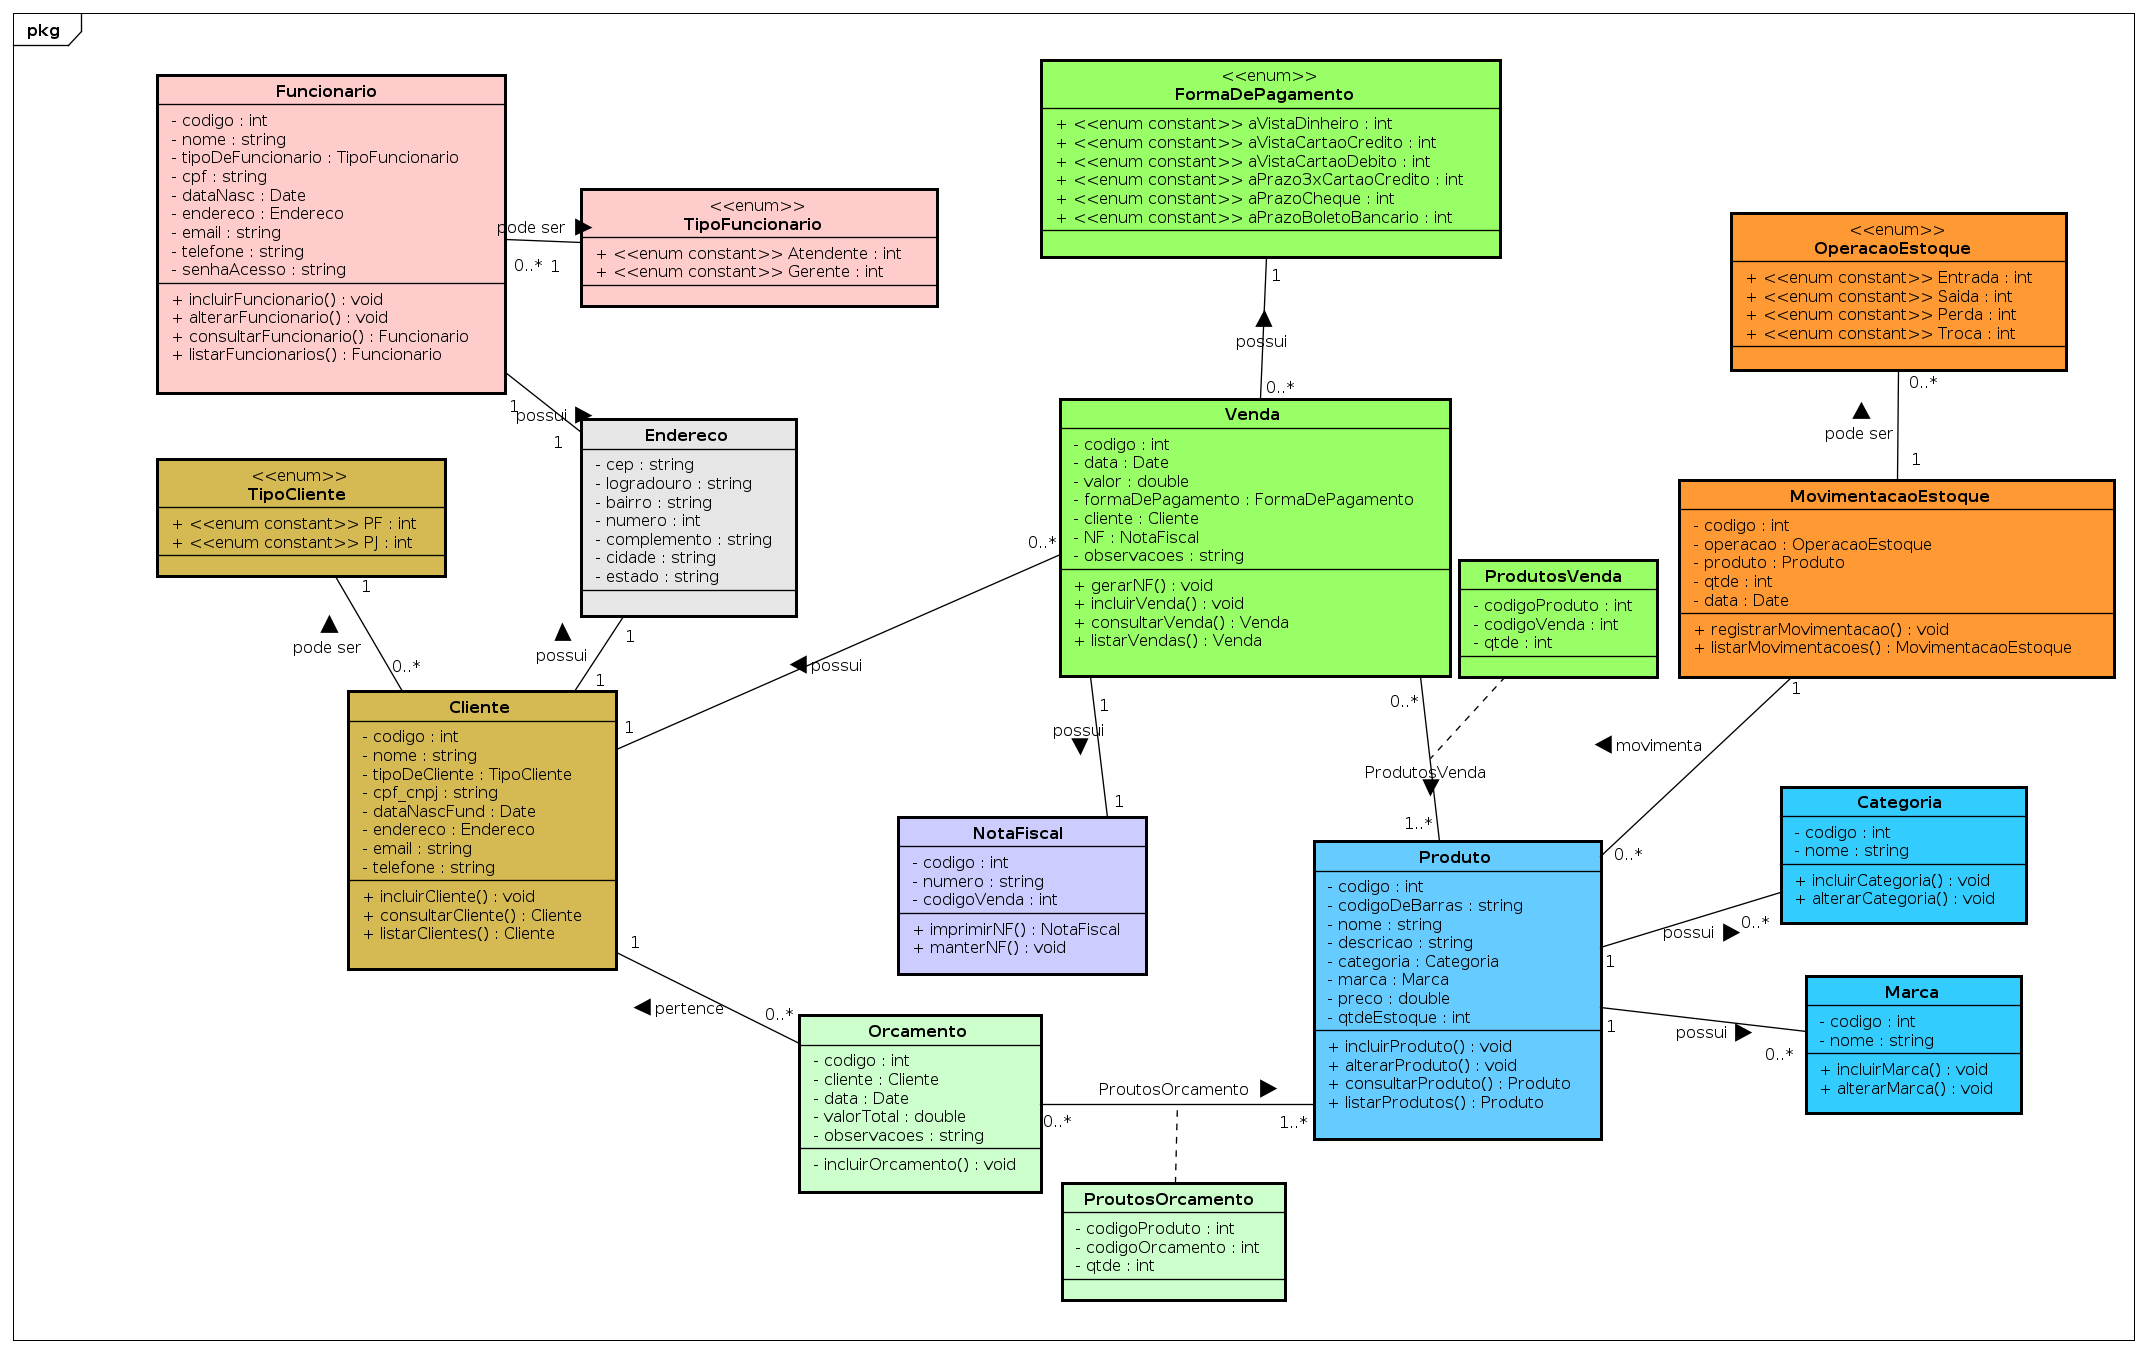 pkg
Funcionario
- codigo : int
- nome : string
- tipoDeFuncionario : TipoFuncionario
- cpf : string
- dataNasc : Date
- endereco : Endereco
- email : string
- telefone : string
- senhaAcesso : string
+ incluirFuncionario() : void
+ alterarFuncionario() : void
+ consultarFuncionario() : Funcionario
+ listarFuncionarios() : Funcionario
pode ser
0..*
1
<<enum>>
TipoFuncionario
+ <<enum constant>> Atendente : int
+ <<enum constant>> Gerente : int
<<enum>>
FormaDePagamento
+ <<enum constant>> aVistaDinheiro : int
+ <<enum constant>> aVistaCartaoCredito : int
+ <<enum constant>> aVistaCartaoDebito : int
+ <<enum constant>> aPrazo3xCartaoCredito : int
+ <<enum constant>> aPrazoCheque : int
+ <<enum constant>> aPrazoBoletoBancario : int
1
possui
0..*
<<enum>>
OperacaoEstoque
+ <<enum constant>> Entrada : int
+ <<enum constant>> Saida : int
+ <<enum constant>> Perda : int
+ <<enum constant>> Troca : int
0..*
pode ser
1
1
possui
1
Endereco
- cep : string
- logradouro : string
- bairro : string
- numero : int
- complemento : string
- cidade : string
- estado : string
<<enum>>
TipoCliente
+ <<enum constant>> PF : int
+ <<enum constant>> PJ : int
1
pode ser
0..*
1
possui
1
Venda
- codigo : int
- data : Date
- valor : double
- formaDePagamento : FormaDePagamento
- cliente : Cliente
- NF : NotaFiscal
- observacoes : string
+ gerarNF() : void
+ incluirVenda() : void
+ consultarVenda() : Venda
+ listarVendas() : Venda
0..*
possui
1
ProdutosVenda
- codigoProduto : int
- codigoVenda : int
- qtde : int
MovimentacaoEstoque
- codigo : int
- operacao : OperacaoEstoque
- produto : Produto
- qtde : int
- data : Date
+ registrarMovimentacao() : void
+ listarMovimentacoes() : MovimentacaoEstoque
1
movimenta
0..*
Cliente
- codigo : int
- nome : string
- tipoDeCliente : TipoCliente
- cpf_cnpj : string
- dataNascFund : Date
- endereco : Endereco
- email : string
- telefone : string
+ incluirCliente() : void
+ consultarCliente() : Cliente
+ listarClientes() : Cliente
1
possui
1
0..*
ProdutosVenda
1..*
NotaFiscal
- codigo : int
- numero : string
- codigoVenda : int
+ imprimirNF() : NotaFiscal
+ manterNF() : void
Produto
- codigo : int
- codigoDeBarras : string
- nome : string
- descricao : string
- categoria : Categoria
- marca : Marca
- preco : double
- qtdeEstoque : int
+ incluirProduto() : void
+ alterarProduto() : void
+ consultarProduto() : Produto
+ listarProdutos() : Produto
Categoria
- codigo : int
- nome : string
+ incluirCategoria() : void
+ alterarCategoria() : void
0..*
possui
1
Marca
- codigo : int
- nome : string
+ incluirMarca() : void
+ alterarMarca() : void
1
possui
0..*
1
pertence
0..*
Orcamento
- codigo : int
- cliente : Cliente
- data : Date
- valorTotal : double
- observacoes : string
- incluirOrcamento() : void
ProutosOrcamento
0..*
1..*
ProutosOrcamento
- codigoProduto : int
- codigoOrcamento : int
- qtde : int